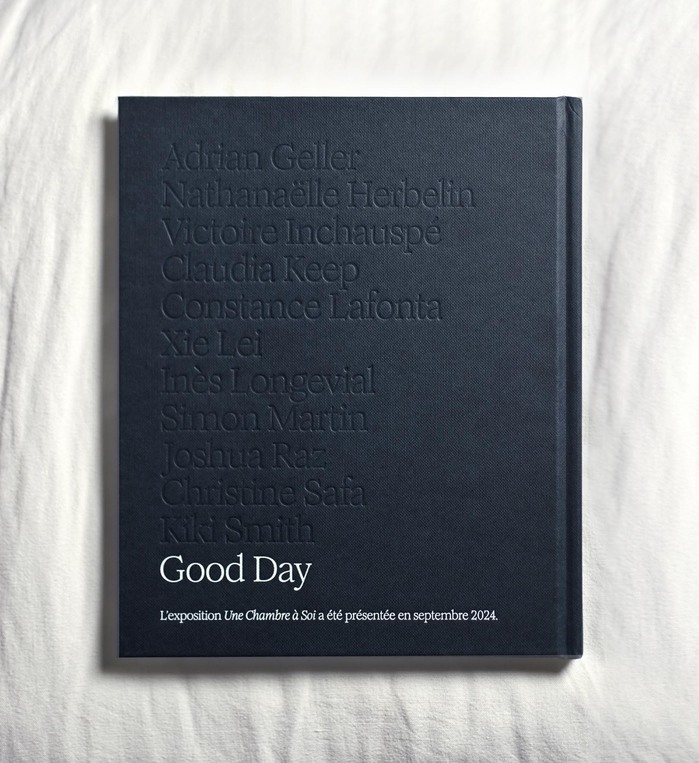 Adrian Geller
Nathanaëlle Herbelin
Victoire Inchauspé
Claudia Keep
Constance Lafonta
Xie Lei
Inès Longevial
Simon Martin
Joshua Raz
Christine Safa
Kiki Smith
Good Day
L'exposition Une Chambre à Soi a été présentée en septembre 2024.